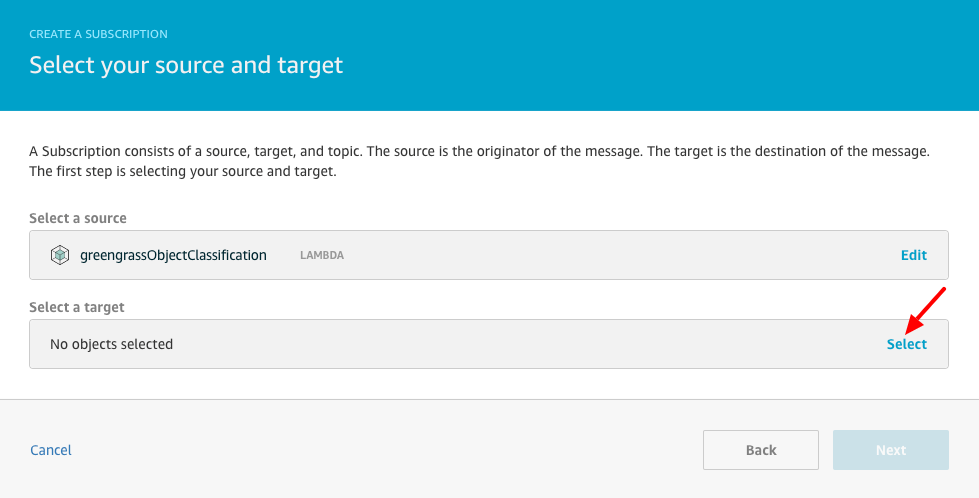 CREATE A SUBSCRIPTION
Select your source and target
A Subscription consists of a source, target, and topic. The source is the originator of the message. The target is the destination of the message.
The first step is selecting your source and target.
Select a source
greengrassObjectClassification LAMBDA Edit
Select a target
No objects selected Select
Cancel Back Next